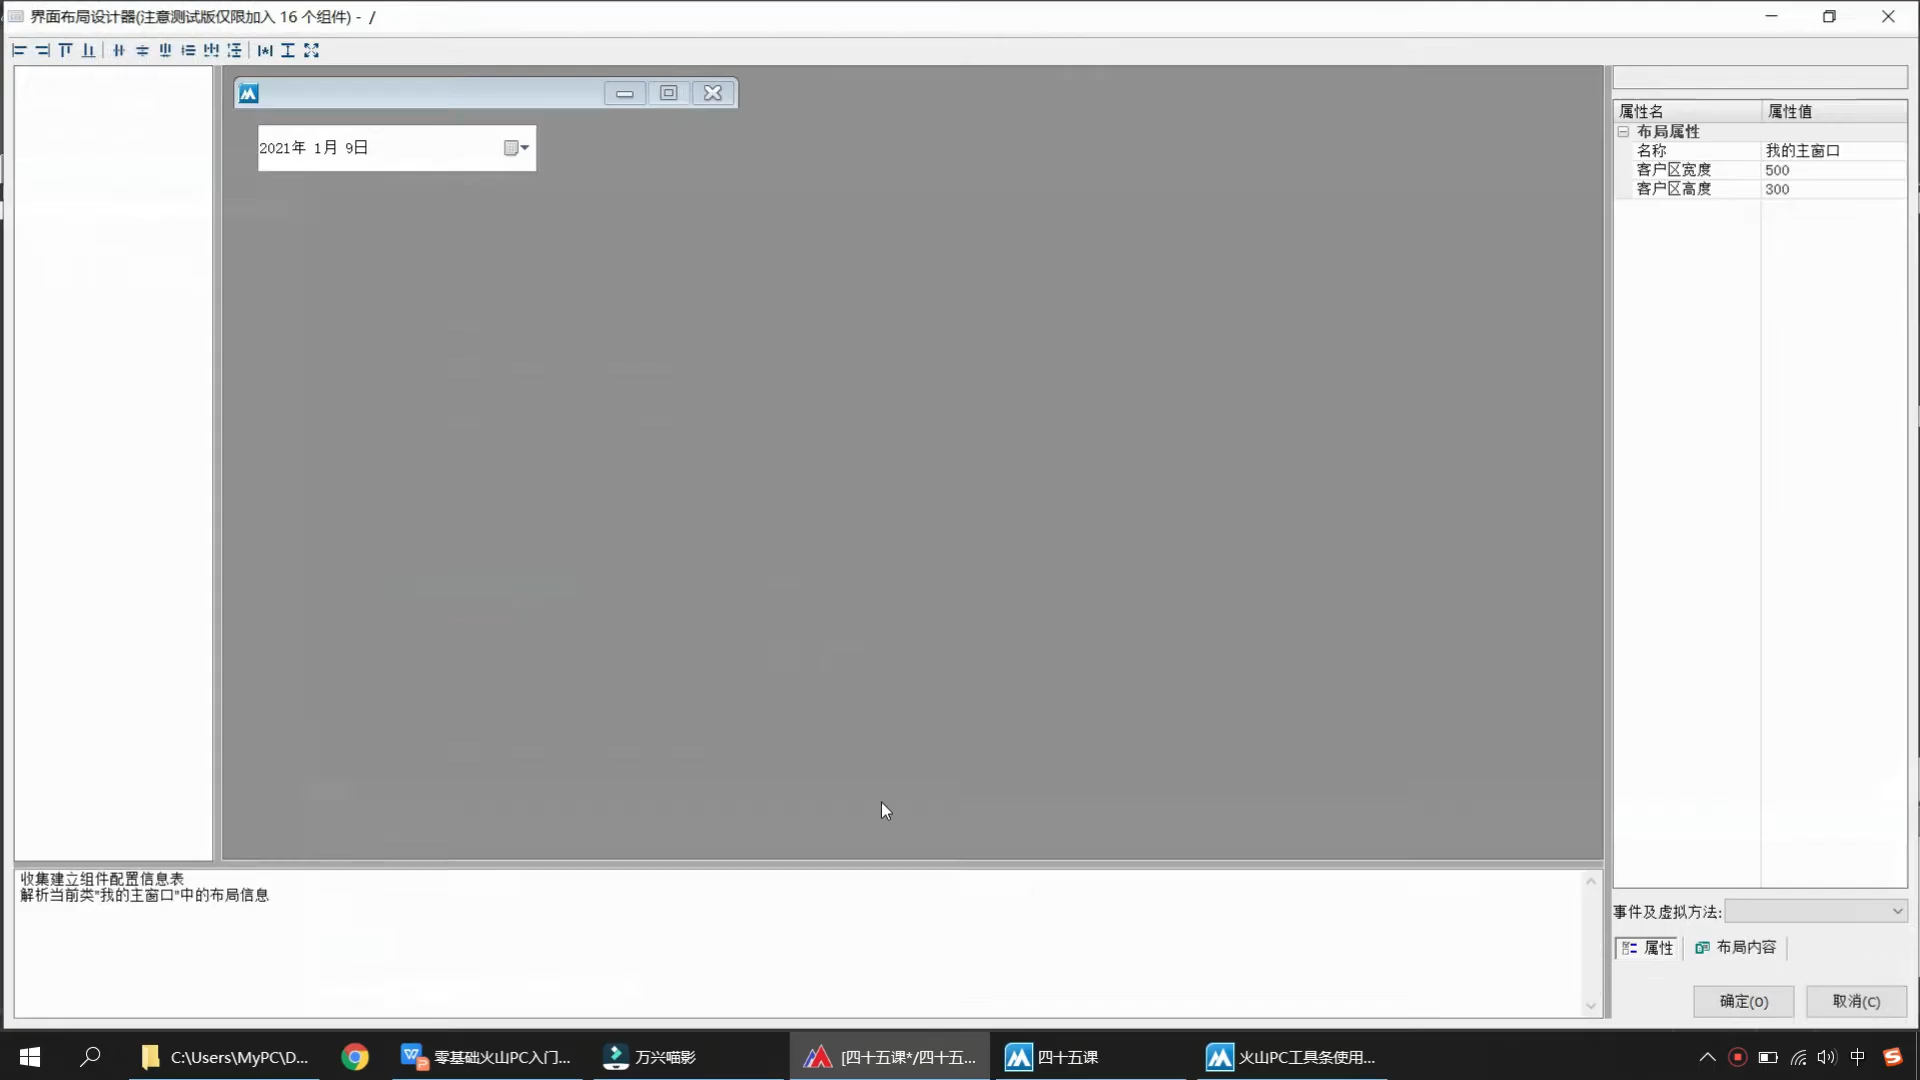 界面布局设计器(注意测试版仅限加入 16 个组件) - /
2021年 1月 9日
属性名 属性值
布局属性
名称 我的主窗口
客户区宽度 500
客户区高度 300
收集建立组件配置信息表
解析当前类"我的主窗口"中的布局信息
事件及虚拟方法:
属性 布局内容
确定(O) 取消(C)
C:\Users\MyPC\D... 零基础火山PC入门... 万兴喵影 [四十五课*/四十五... 四十五课 火山PC工具条使用... 中